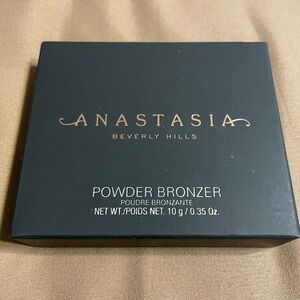 ANASTASIA
BEVERLY HILLS
POWDER BRONZER
POUDRE BRONZANTE
NET WT./POIDS NET. 10 g / 0.35 Oz.